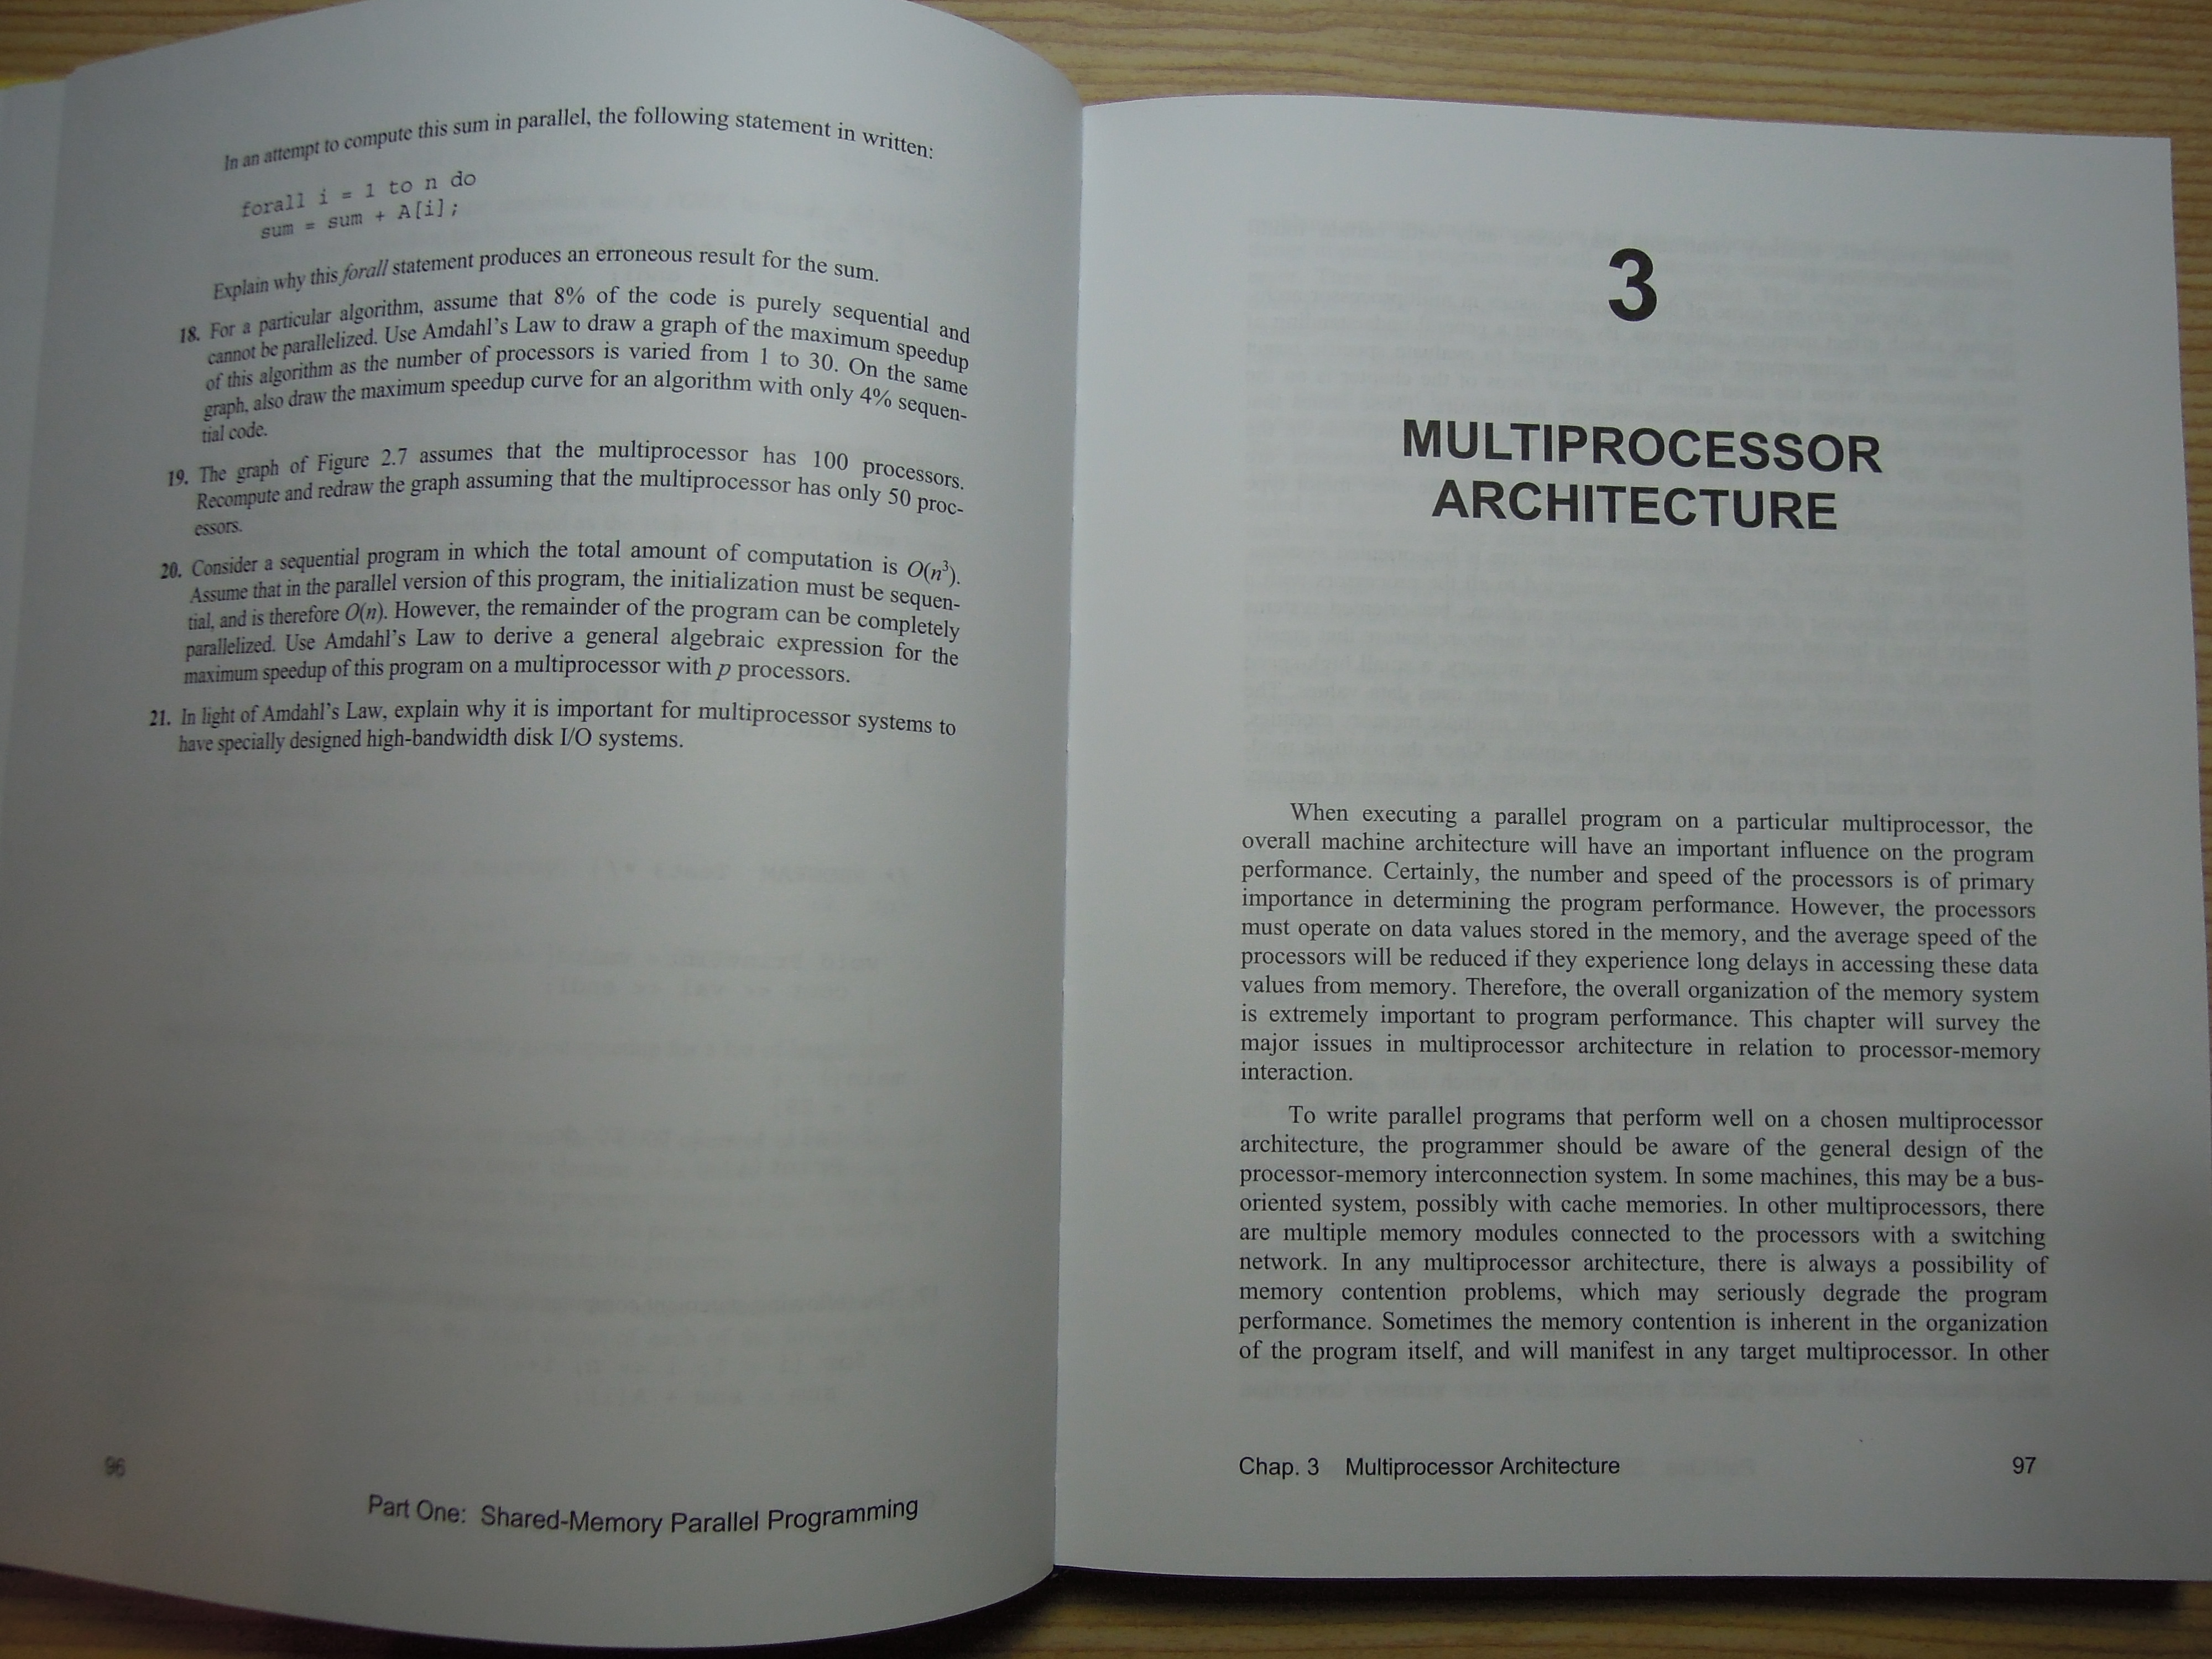 In an attempt to compute this sum in parallel, the following statement in written:
forall i = 1 to n do
sum = sum + A[i];
Explain why this forall statement produces an erroneous result for the sum.
18. For a particular algorithm, assume that 8% of the code is purely sequential and
cannot be parallelized. Use Amdahl's Law to draw a graph of the maximum speedup
of this algorithm as the number of processors is varied from 1 to 30. On the same
graph, also draw the maximum speedup curve for an algorithm with only 4% sequen-
tial code.
19. The graph of Figure 2.7 assumes that the multiprocessor has 100 processors.
Recompute and redraw the graph assuming that the multiprocessor has only 50 proc-
essors.
20. Consider a sequential program in which the total amount of computation is O(n³).
Assume that in the parallel version of this program, the initialization must be sequen-
tial, and is therefore O(n). However, the remainder of the program can be completely
parallelized. Use Amdahl's Law to derive a general algebraic expression for the
maximum speedup of this program on a multiprocessor with p processors.
21. In light of Amdahl's Law, explain why it is important for multiprocessor systems to
have specially designed high-bandwidth disk I/O systems.
96
Part One: Shared-Memory Parallel Programming
3
MULTIPROCESSOR
ARCHITECTURE
When executing a parallel program on a particular multiprocessor, the
overall machine architecture will have an important influence on the program
performance. Certainly, the number and speed of the processors is of primary
importance in determining the program performance. However, the processors
must operate on data values stored in the memory, and the average speed of the
processors will be reduced if they experience long delays in accessing these data
values from memory. Therefore, the overall organization of the memory system
is extremely important to program performance. This chapter will survey the
major issues in multiprocessor architecture in relation to processor-memory
interaction.
To write parallel programs that perform well on a chosen multiprocessor
architecture, the programmer should be aware of the general design of the
processor-memory interconnection system. In some machines, this may be a bus-
oriented system, possibly with cache memories. In other multiprocessors, there
are multiple memory modules connected to the processors with a switching
network. In any multiprocessor architecture, there is always a possibility of
memory contention problems, which may seriously degrade the program
performance. Sometimes the memory contention is inherent in the organization
of the program itself, and will manifest in any target multiprocessor. In other
Chap. 3 Multiprocessor Architecture
97